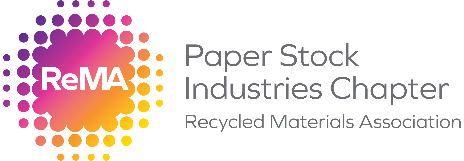 ReMA
Paper Stock
Industries Chapter
Recycled Materials Association